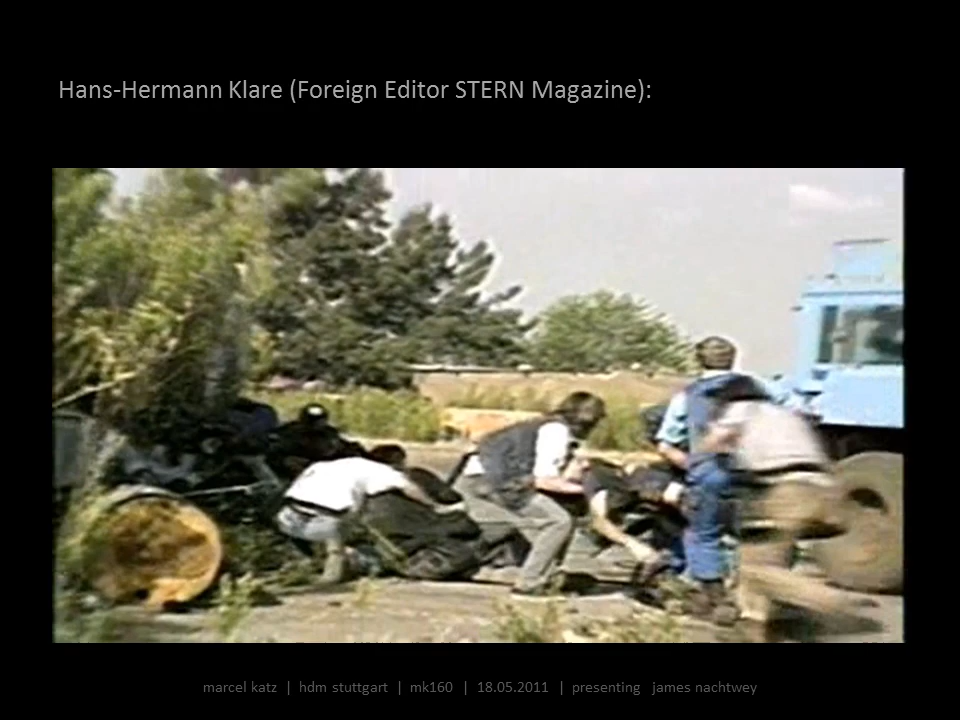 Hans-Hermann Klare (Foreign Editor STERN Magazine):
marcel katz | hdm stuttgart | mk160 | 18.05.2011 | presenting james nachtwey